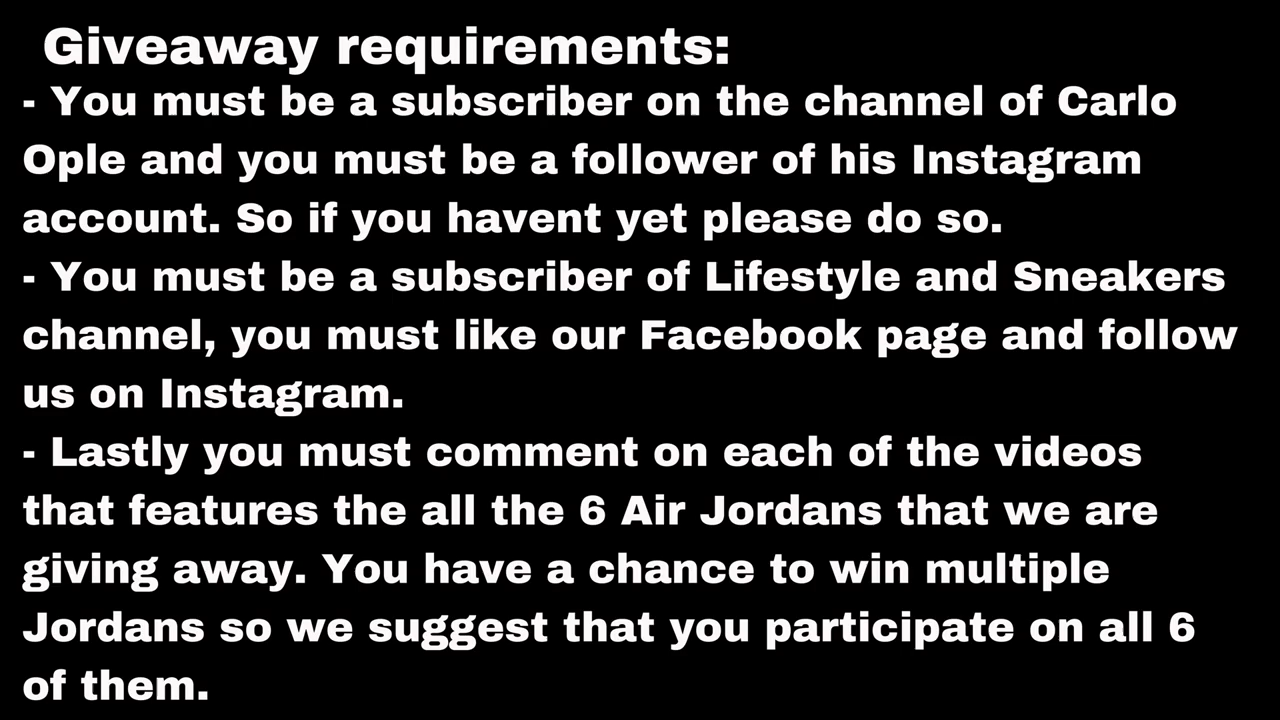 Giveaway requirements:
- You must be a subscriber on the channel of Carlo
Ople and you must be a follower of his Instagram
account. So if you havent yet please do so.
- You must be a subscriber of Lifestyle and Sneakers
channel, you must like our Facebook page and follow
us on Instagram.
- Lastly you must comment on each of the videos
that features the all the 6 Air Jordans that we are
giving away. You have a chance to win multiple
Jordans so we suggest that you participate on all 6
of them.